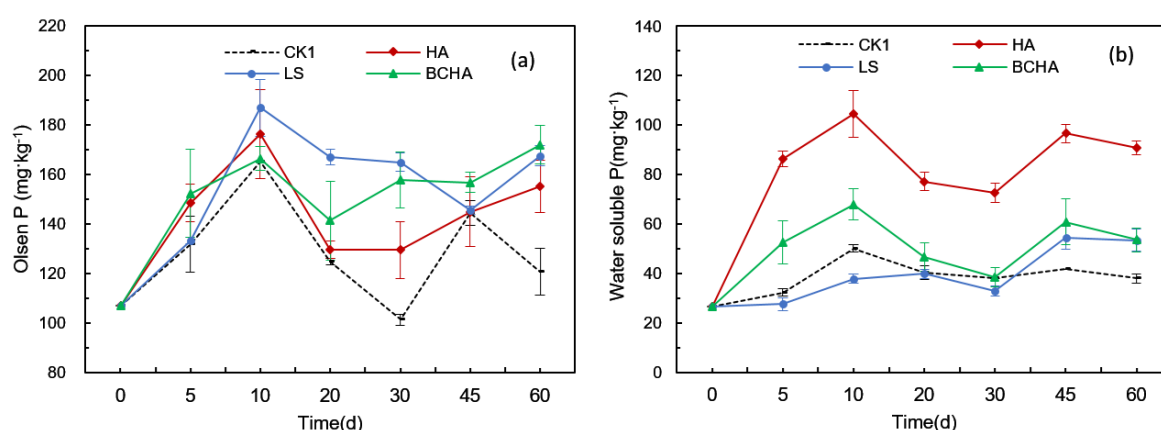 220
200
180
160
140
120
100
80
Olsen P (mg·kg⁻¹)
CK1
HA
LS
BCHA
(a)
0 5 10 20 30 45 60
Time(d)
140
120
100
80
60
40
20
0
Water soluble P(mg·kg⁻¹)
CK1
HA
LS
BCHA
(b)
0 5 10 20 30 45 60
Time(d)